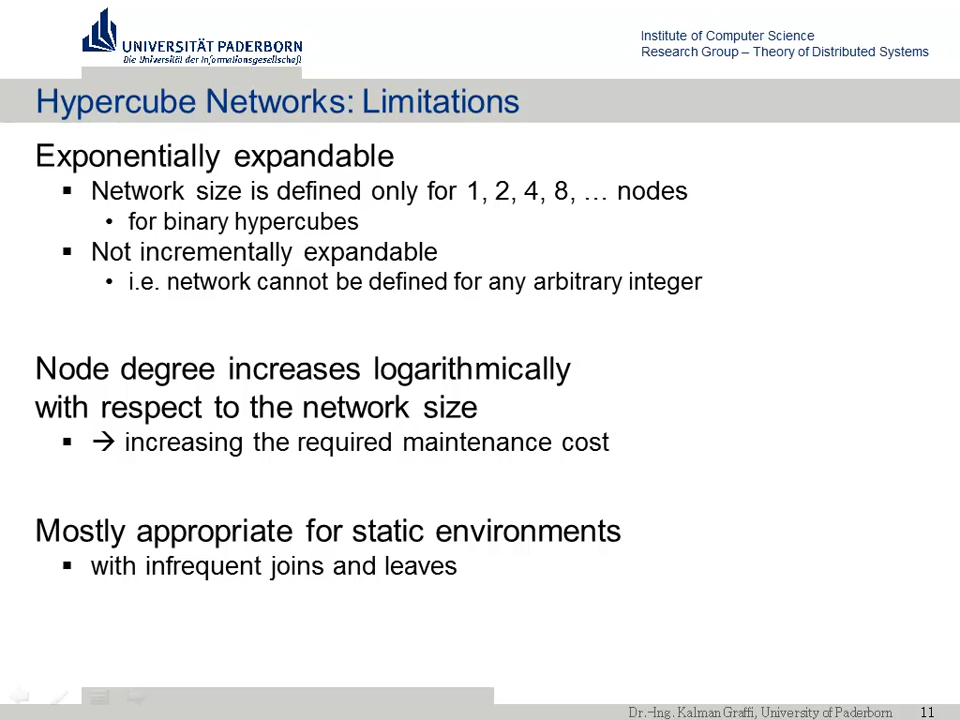 UNIVERSITÄT PADERBORN
Die Universität der Informationsgesellschaft
Institute of Computer Science
Research Group – Theory of Distributed Systems
Hypercube Networks: Limitations
Exponentially expandable
▪ Network size is defined only for 1, 2, 4, 8, … nodes
• for binary hypercubes
▪ Not incrementally expandable
• i.e. network cannot be defined for any arbitrary integer
Node degree increases logarithmically
with respect to the network size
▪ → increasing the required maintenance cost
Mostly appropriate for static environments
▪ with infrequent joins and leaves
Dr.-Ing. Kalman Graffi, University of Paderborn 11